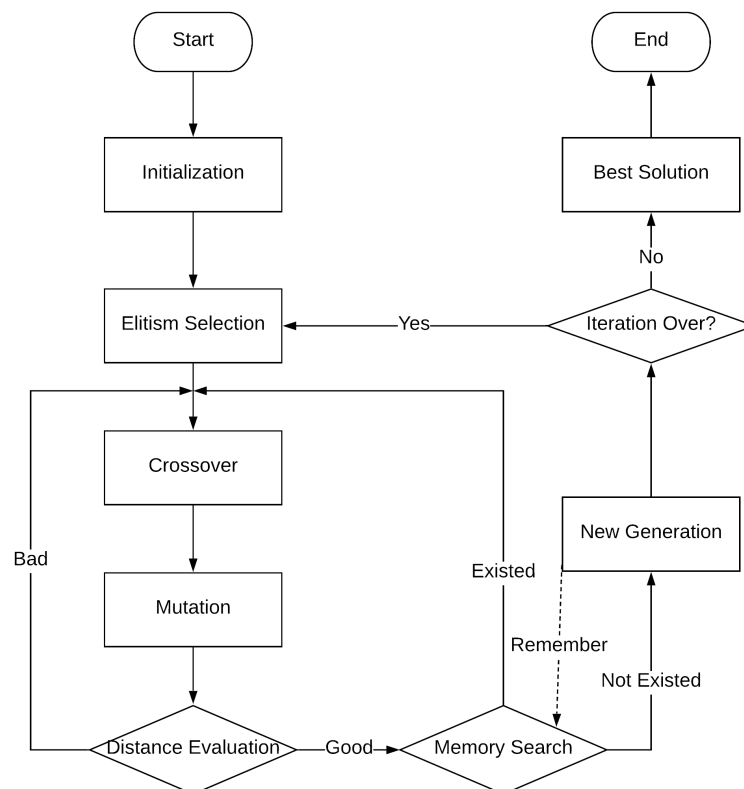 Start
End
Initialization
Best Solution
No
Elitism Selection
Yes
Iteration Over?
Crossover
New Generation
Bad
Existed
Mutation
Remember
Not Existed
Distance Evaluation
Good
Memory Search